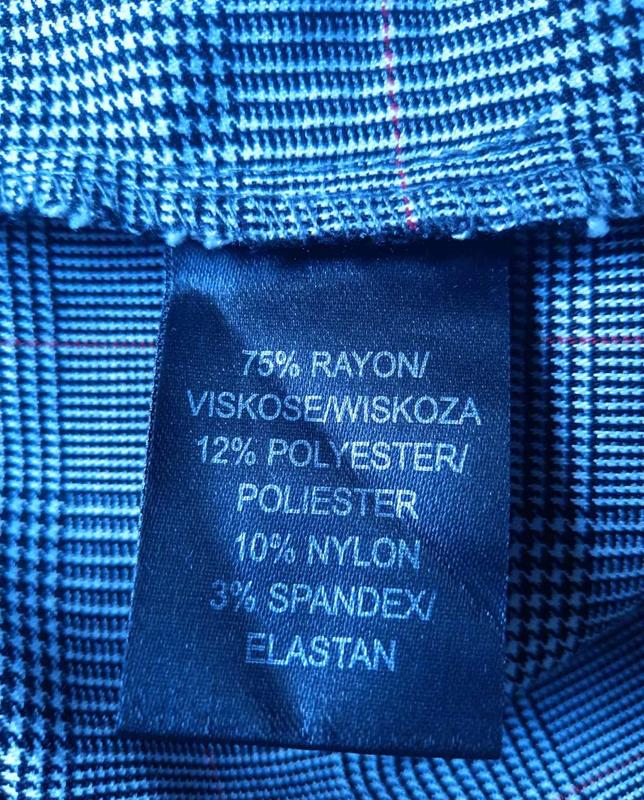 75% RAYON/
VISKOSE/WISKOZA
12% POLYESTER/
POLIESTER
10% NYLON
3% SPANDEX/
ELASTAN